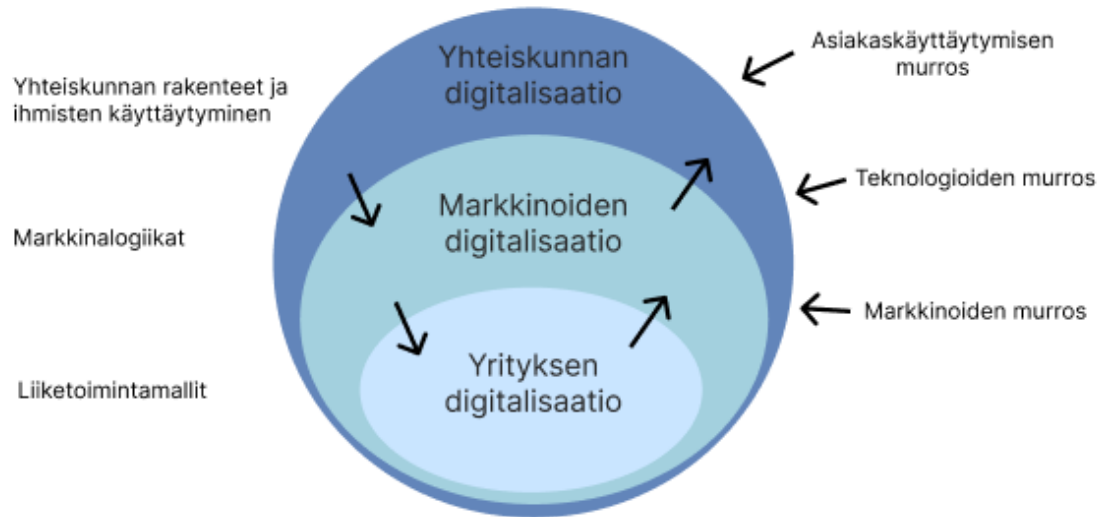 Yhteiskunnan rakenteet ja
ihmisten käyttäytyminen
Markkinalogiikat
Liiketoimintamallit
Yhteiskunnan
digitalisaatio
Markkinoiden
digitalisaatio
Yrityksen
digitalisaatio
Asiakaskäyttäytymisen
murros
Teknologioiden murros
Markkinoiden murros